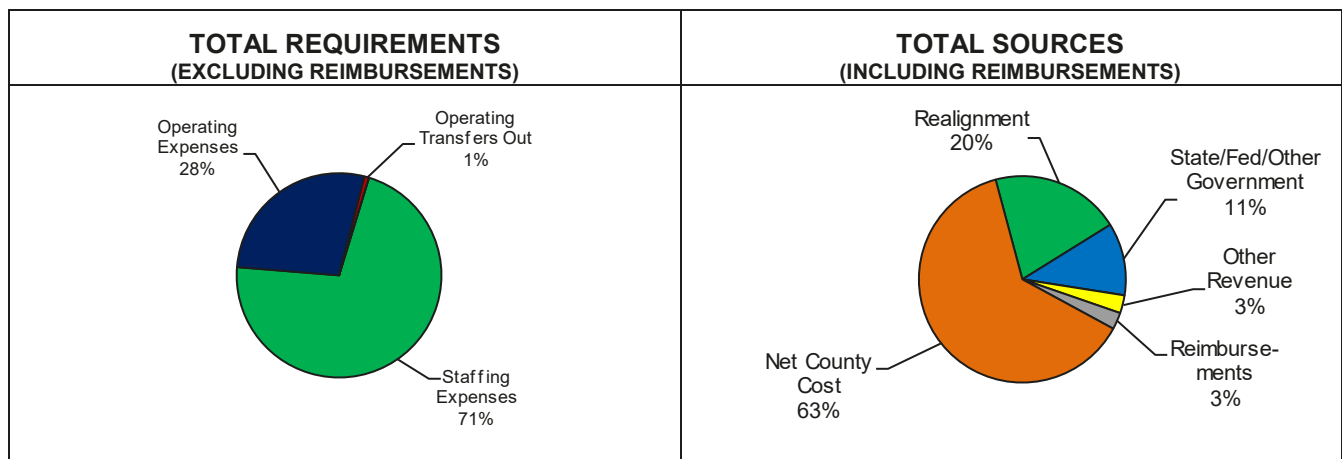 TOTAL REQUIREMENTS
(EXCLUDING REIMBURSEMENTS)
Operating
Expenses
28%
Operating
Transfers Out
1%
Staffing
Expenses
71%
TOTAL SOURCES
(INCLUDING REIMBURSEMENTS)
Realignment
20%
State/Fed/Other
Government
11%
Other
Revenue
3%
Reimburse-
ments
3%
Net County
Cost
63%